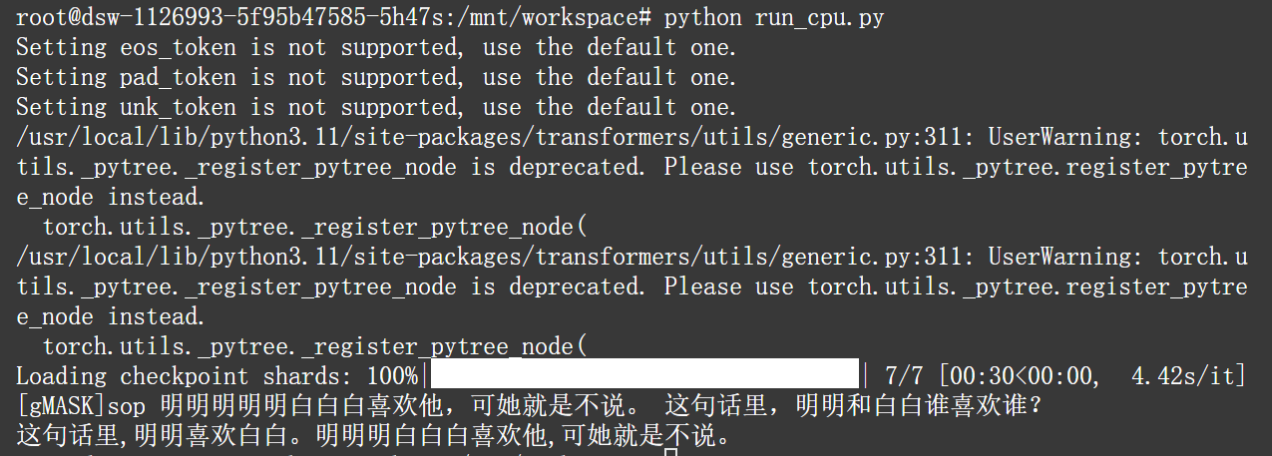 root@dsw-1126993-5f95b47585-5h47s:/mnt/workspace# python run_cpu.py
Setting eos_token is not supported, use the default one.
Setting pad_token is not supported, use the default one.
Setting unk_token is not supported, use the default one.
/usr/local/lib/python3.11/site-packages/transformers/utils/generic.py:311: UserWarning: torch.u
tils._pytree._register_pytree_node is deprecated. Please use torch.utils._pytree.register_pytre
e_node instead.
  torch.utils._pytree._register_pytree_node(
/usr/local/lib/python3.11/site-packages/transformers/utils/generic.py:311: UserWarning: torch.u
tils._pytree._register_pytree_node is deprecated. Please use torch.utils._pytree.register_pytre
e_node instead.
  torch.utils._pytree._register_pytree_node(
Loading checkpoint shards: 100%| | 7/7 [00:30<00:00,  4.42s/it]
[gMASK]sop 明明明明明白白白喜欢他，可她就是不说。 这句话里，明明和白白谁喜欢谁？
这句话里,明明喜欢白白。明明明白白白喜欢他,可她就是不说。